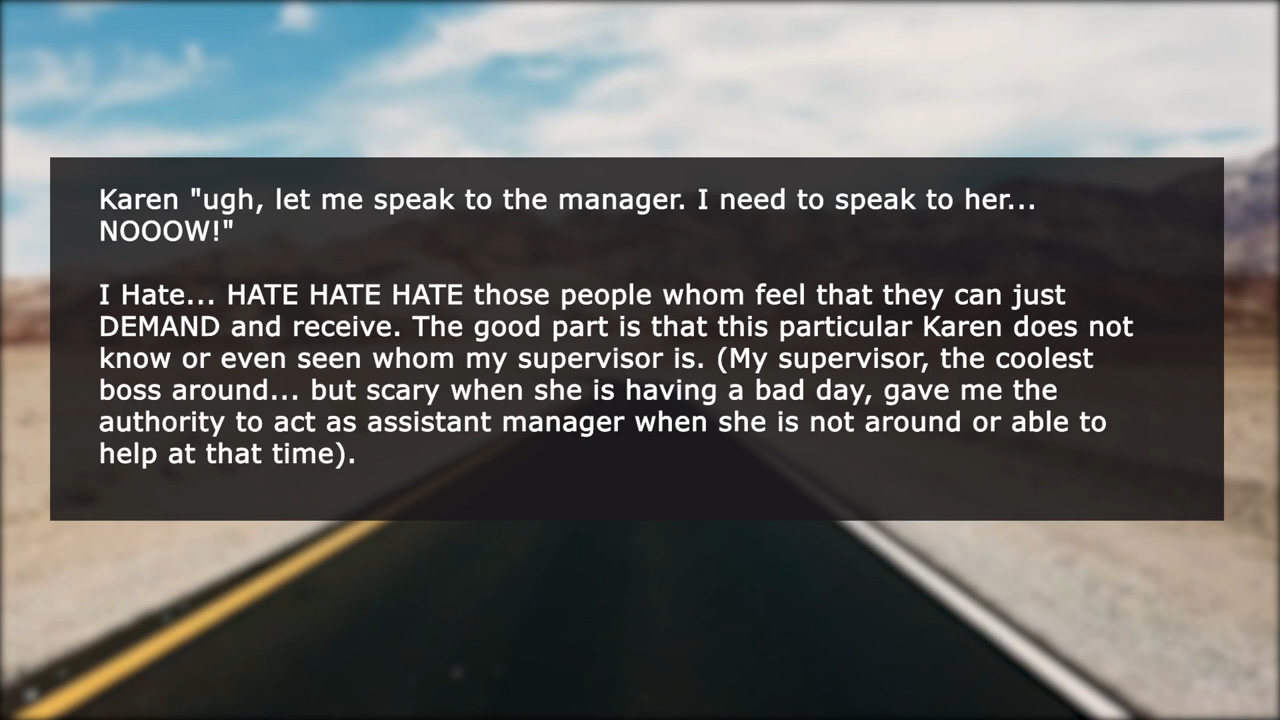 Karen "ugh, let me speak to the manager. I need to speak to her...
NOOOW!"
I Hate... HATE HATE HATE those people whom feel that they can just
DEMAND and receive. The good part is that this particular Karen does not
know or even seen whom my supervisor is. (My supervisor, the coolest
boss around... but scary when she is having a bad day, gave me the
authority to act as assistant manager when she is not around or able to
help at that time).